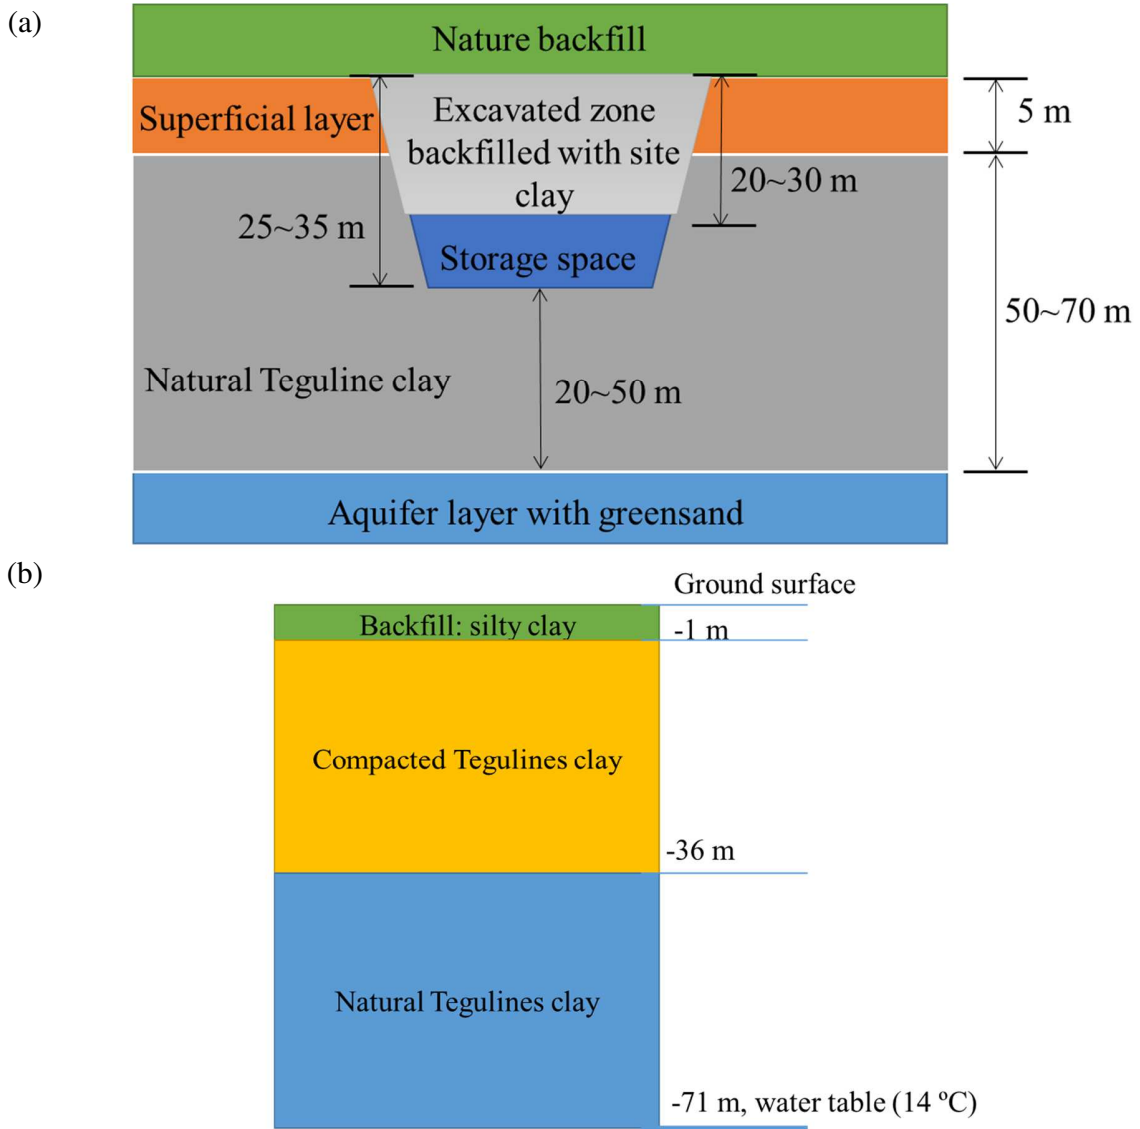 (a)
Nature backfill
Superficial layer
Excavated zone
backfilled with site
clay
5 m
20~30 m
25~35 m
Storage space
50~70 m
Natural Teguline clay
20~50 m
Aquifer layer with greensand
(b)
Ground surface
Backfill: silty clay
-1 m
Compacted Tegulines clay
-36 m
Natural Tegulines clay
-71 m, water table (14 ºC)